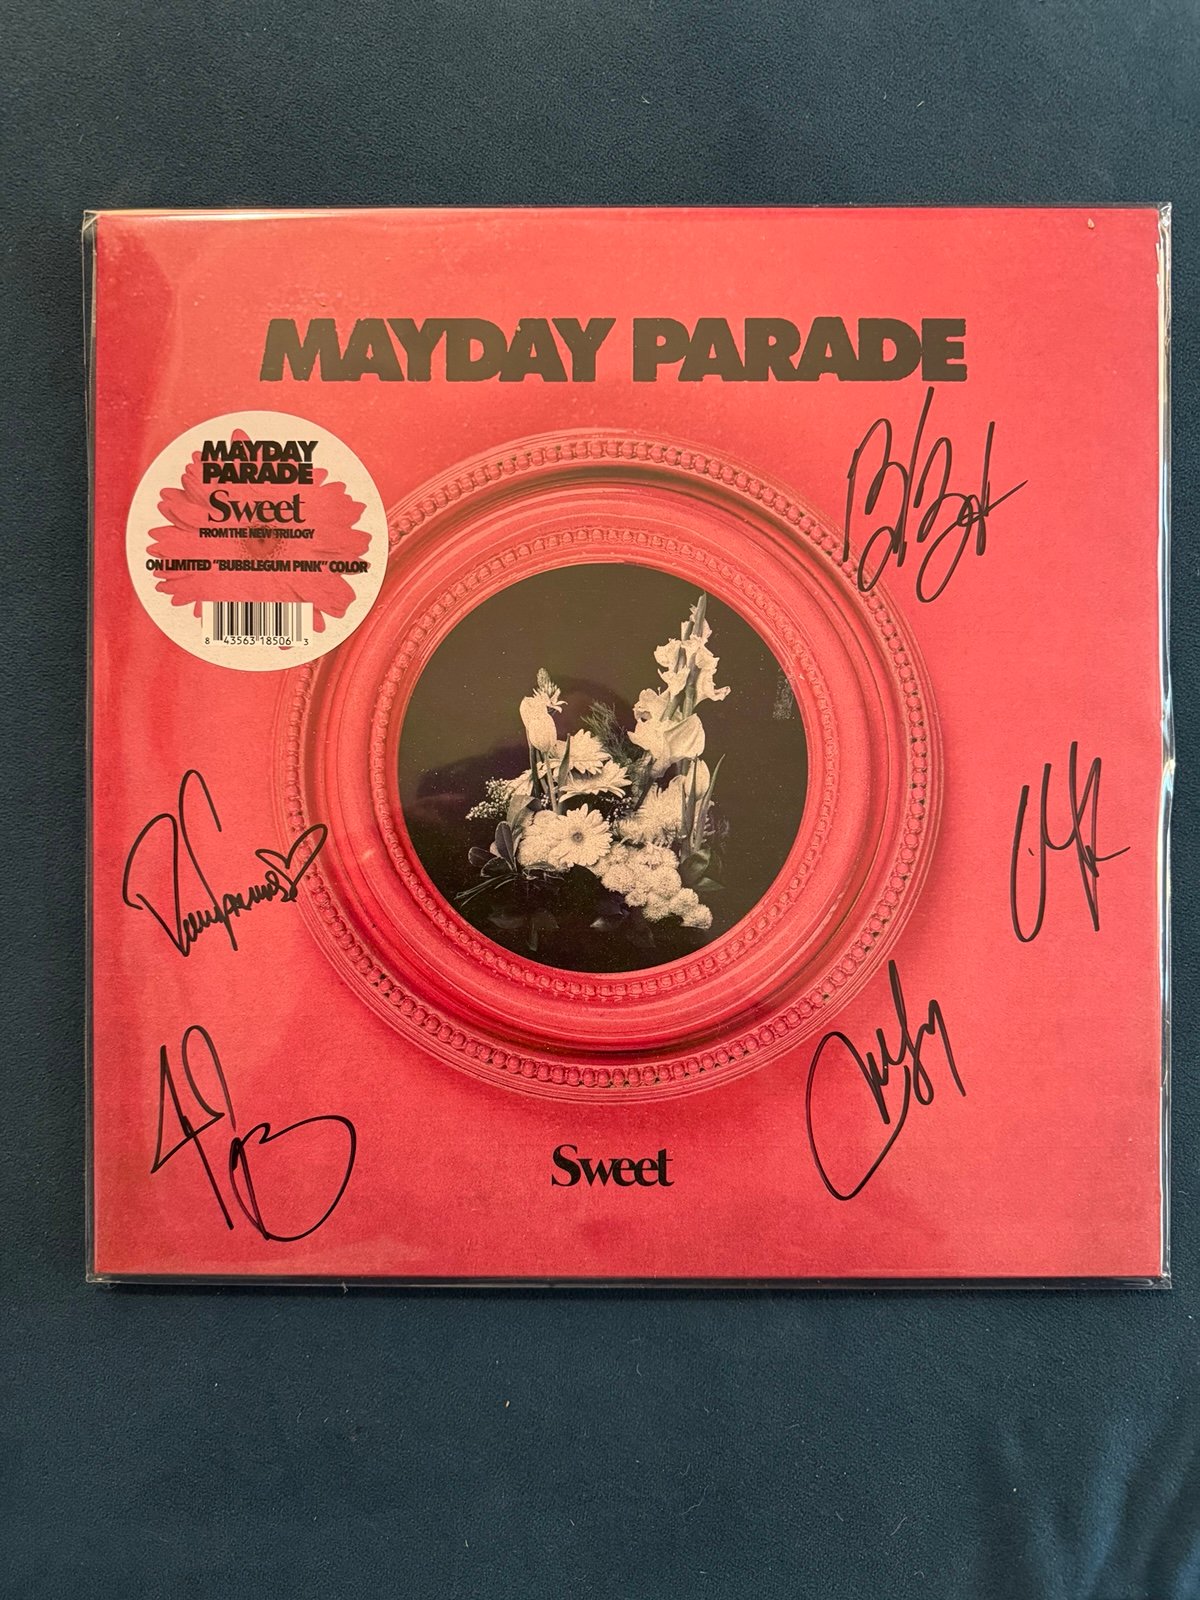 MAYDAY PARADE
MAYDAY
PARADE
Sweet
FROM THE NEW TRILOGY
ON LIMITED "BUBBLEGUM PINK" COLOR
8 43563 18506 3
Sweet